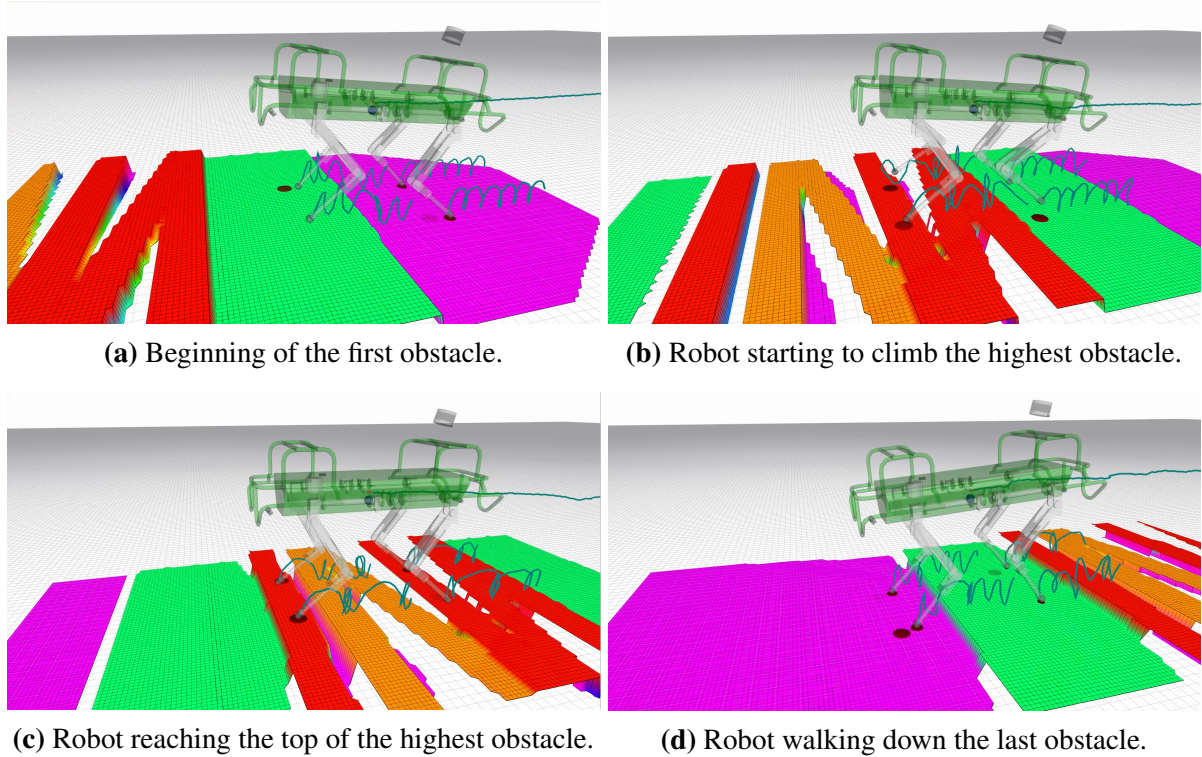 (a) Beginning of the first obstacle.
(b) Robot starting to climb the highest obstacle.
(c) Robot reaching the top of the highest obstacle.
(d) Robot walking down the last obstacle.